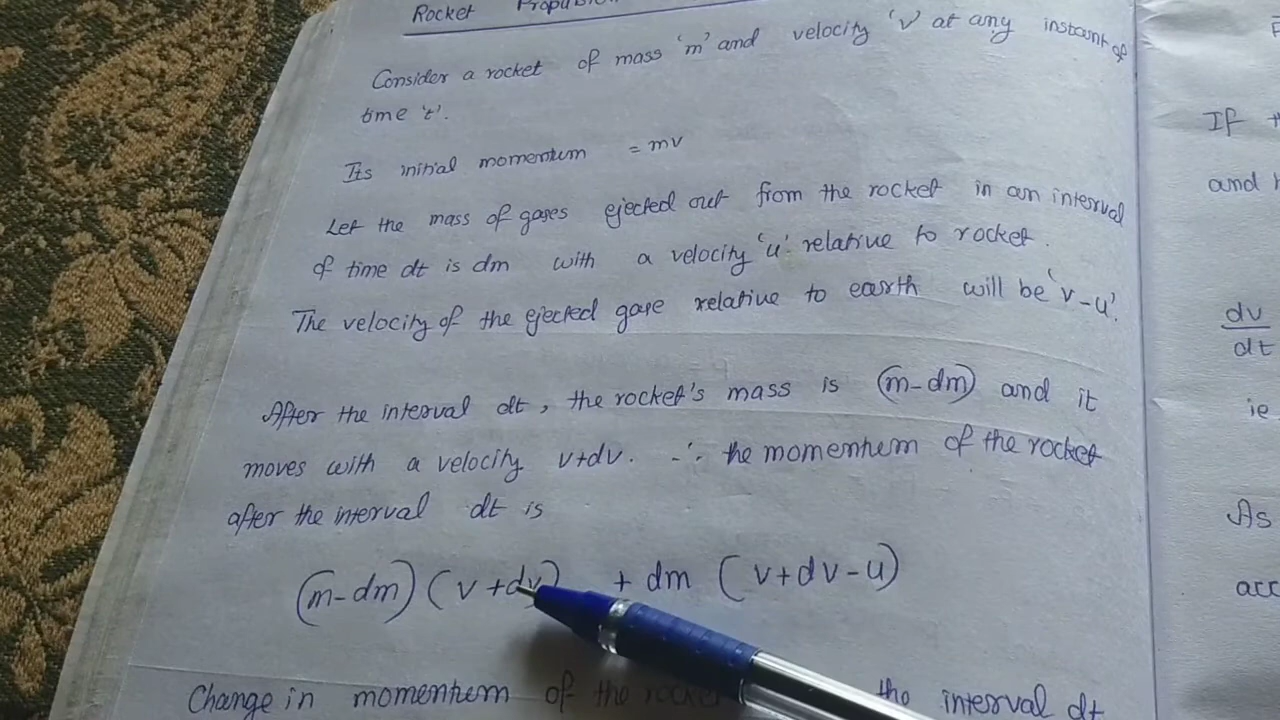 Rocket Propulsion
Consider a rocket of mass 'm' and velocity 'v' at any instant of
time 't'.
Its initial momentum = mv
Let the mass of gases ejected out from the rocket in an interval
of time dt is dm with a velocity 'u' relative to rocket.
The velocity of the ejected gase relative to earth will be 'v-u'.
After the interval dt, the rocket's mass is (m-dm) and it
moves with a velocity v+dv. ∴ the momentum of the rocket
after the interval dt is
(m-dm) (v+dv) + dm (v+dv-u)
Change in momentum of the the interval dt
If
and
dv
dt
ie
As